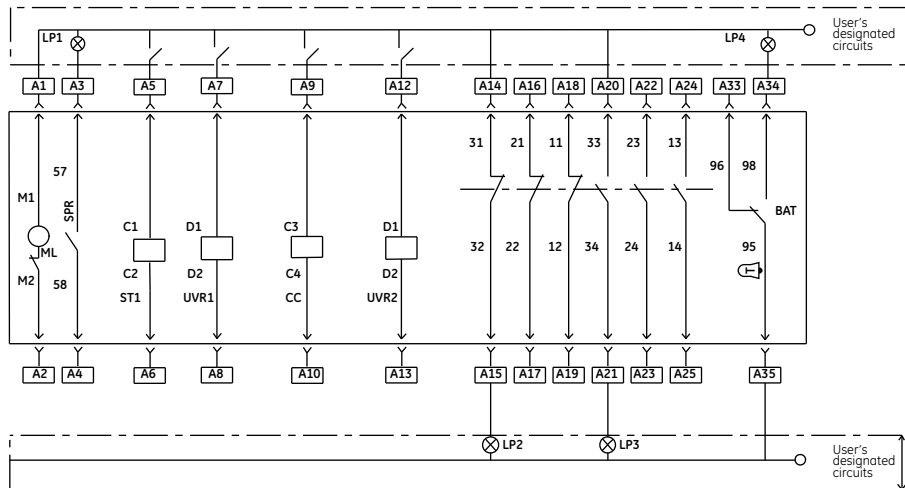 LP1
LP4
User's
designated
circuits
A1 A3 A5 A7 A9 A12 A14 A16 A18 A20 A22 A24 A33 A34
31 21 11 33 23 13
57 96 98
M1
SPR
BAT
C1 D1 C3 D1
ML
M2
C2 D2 C4 D2
32 22 12 34 24 14 95
58
T
ST1 UVR1 CC UVR2
A2 A4 A6 A8 A10 A13 A15 A17 A19 A21 A23 A25 A35
LP2 LP3
User's
designated
circuits